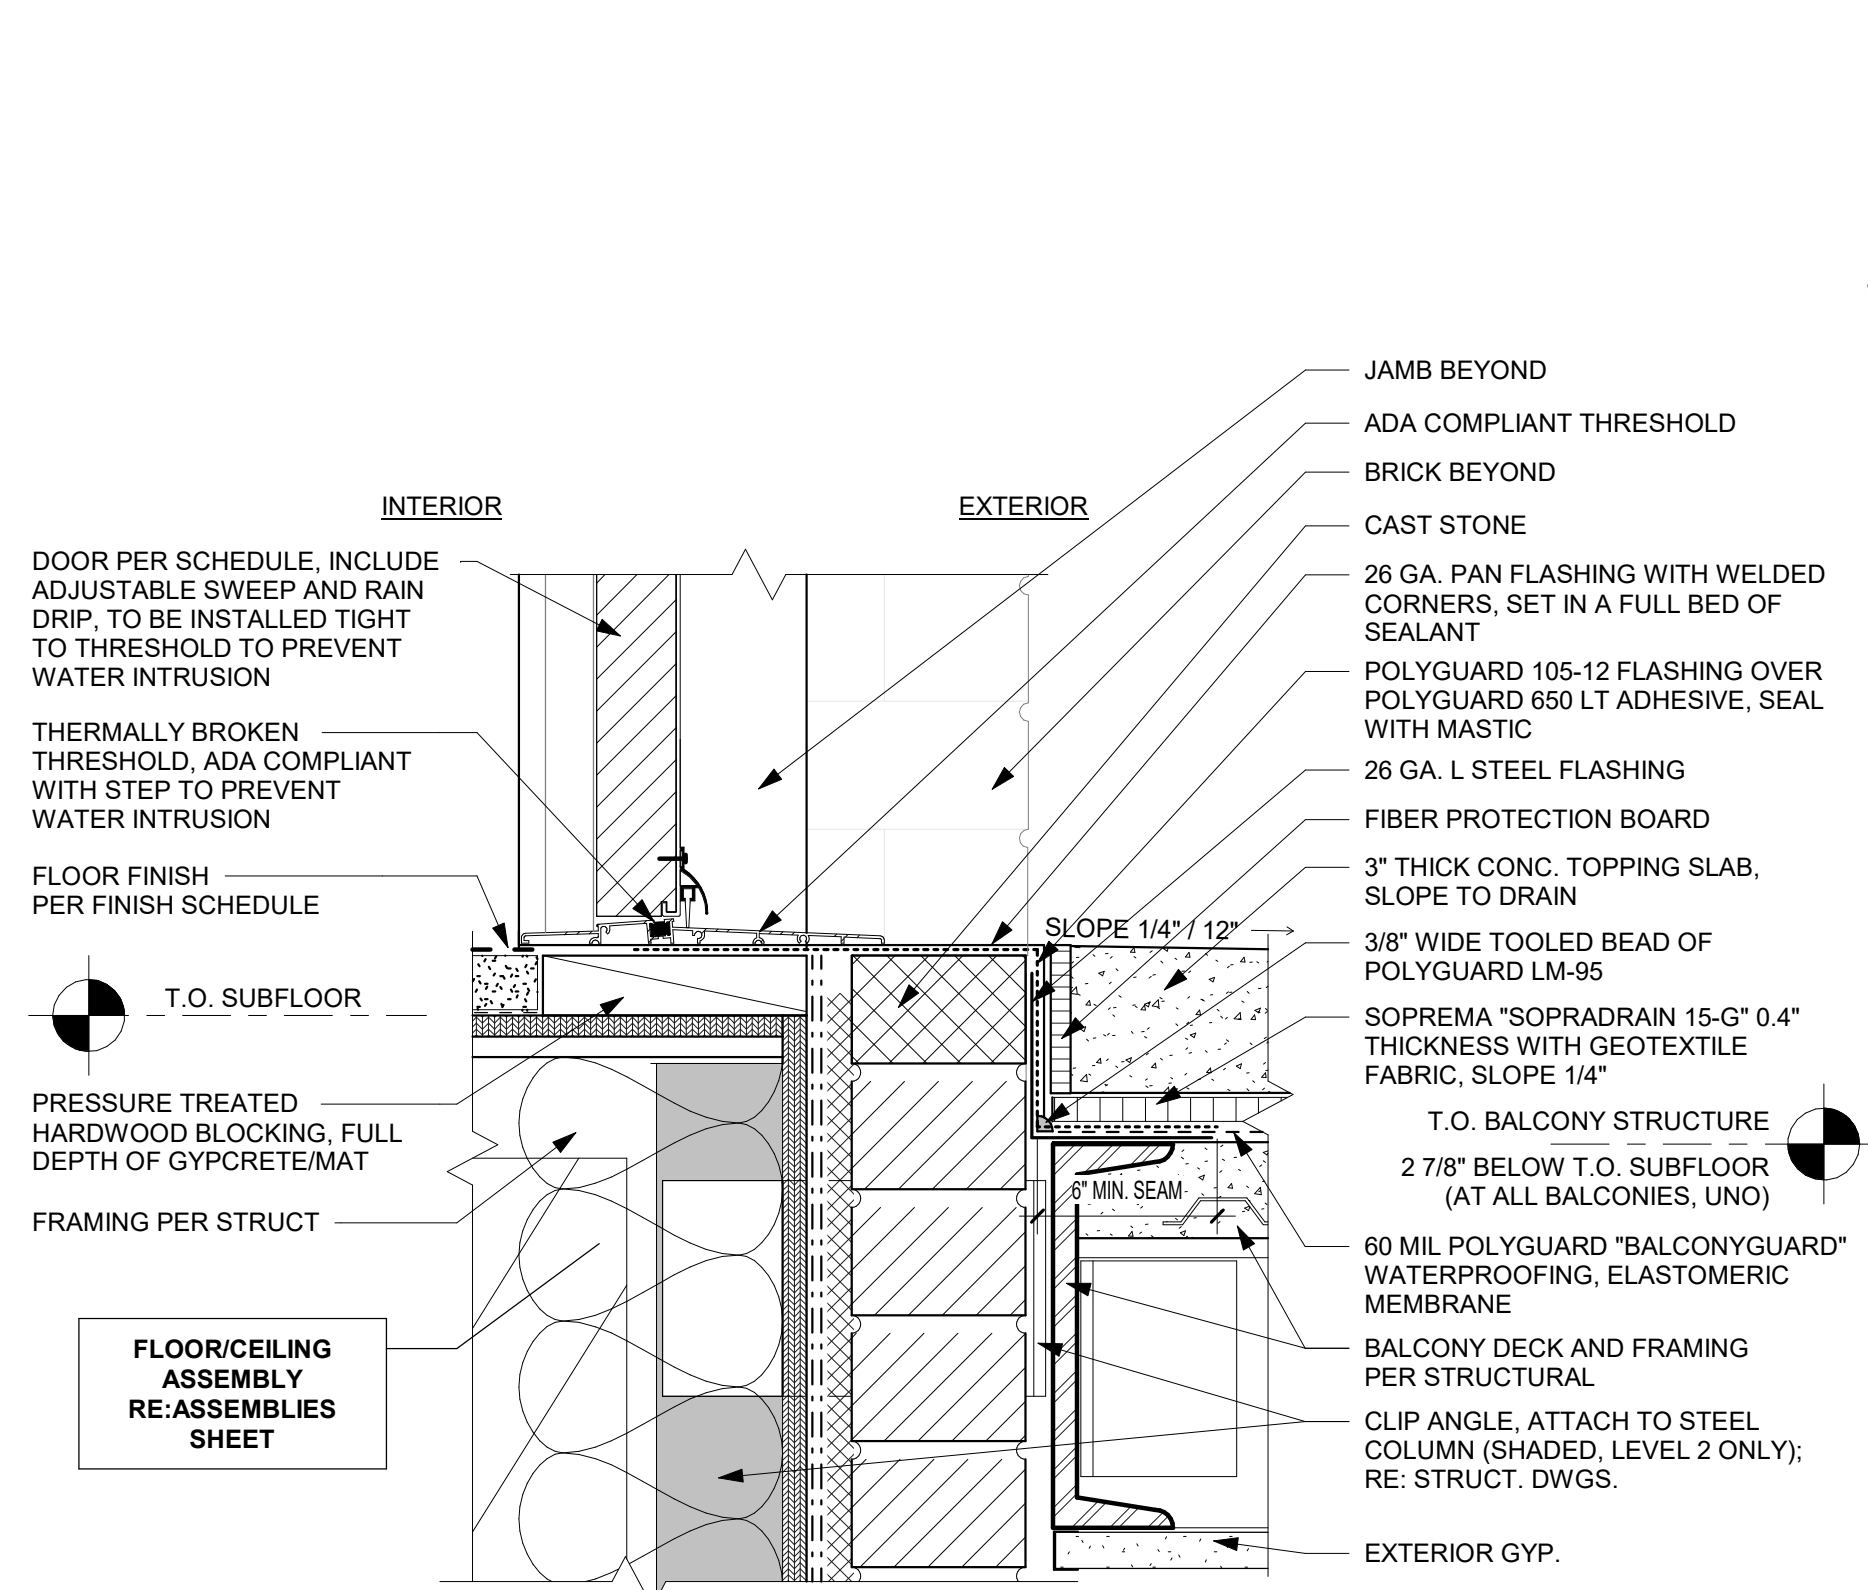 INTERIOR
EXTERIOR
DOOR PER SCHEDULE, INCLUDE
ADJUSTABLE SWEEP AND RAIN
DRIP, TO BE INSTALLED TIGHT
TO THRESHOLD TO PREVENT
WATER INTRUSION
THERMALLY BROKEN
THRESHOLD, ADA COMPLIANT
WITH STEP TO PREVENT
WATER INTRUSION
FLOOR FINISH
PER FINISH SCHEDULE
T.O. SUBFLOOR
PRESSURE TREATED
HARDWOOD BLOCKING, FULL
DEPTH OF GYPCRETE/MAT
FRAMING PER STRUCT
FLOOR/CEILING
ASSEMBLY
RE:ASSEMBLIES
SHEET
SLOPE 1/4" / 12"
6" MIN. SEAM
JAMB BEYOND
ADA COMPLIANT THRESHOLD
BRICK BEYOND
CAST STONE
26 GA. PAN FLASHING WITH WELDED
CORNERS, SET IN A FULL BED OF
SEALANT
POLYGUARD 105-12 FLASHING OVER
POLYGUARD 650 LT ADHESIVE, SEAL
WITH MASTIC
26 GA. L STEEL FLASHING
FIBER PROTECTION BOARD
3" THICK CONC. TOPPING SLAB,
SLOPE TO DRAIN
3/8" WIDE TOOLED BEAD OF
POLYGUARD LM-95
SOPREMA "SOPRADRAIN 15-G" 0.4"
THICKNESS WITH GEOTEXTILE
FABRIC, SLOPE 1/4"
T.O. BALCONY STRUCTURE
2 7/8" BELOW T.O. SUBFLOOR
(AT ALL BALCONIES, UNO)
60 MIL POLYGUARD "BALCONYGUARD"
WATERPROOFING, ELASTOMERIC
MEMBRANE
BALCONY DECK AND FRAMING
PER STRUCTURAL
CLIP ANGLE, ATTACH TO STEEL
COLUMN (SHADED, LEVEL 2 ONLY);
RE: STRUCT. DWGS.
EXTERIOR GYP.